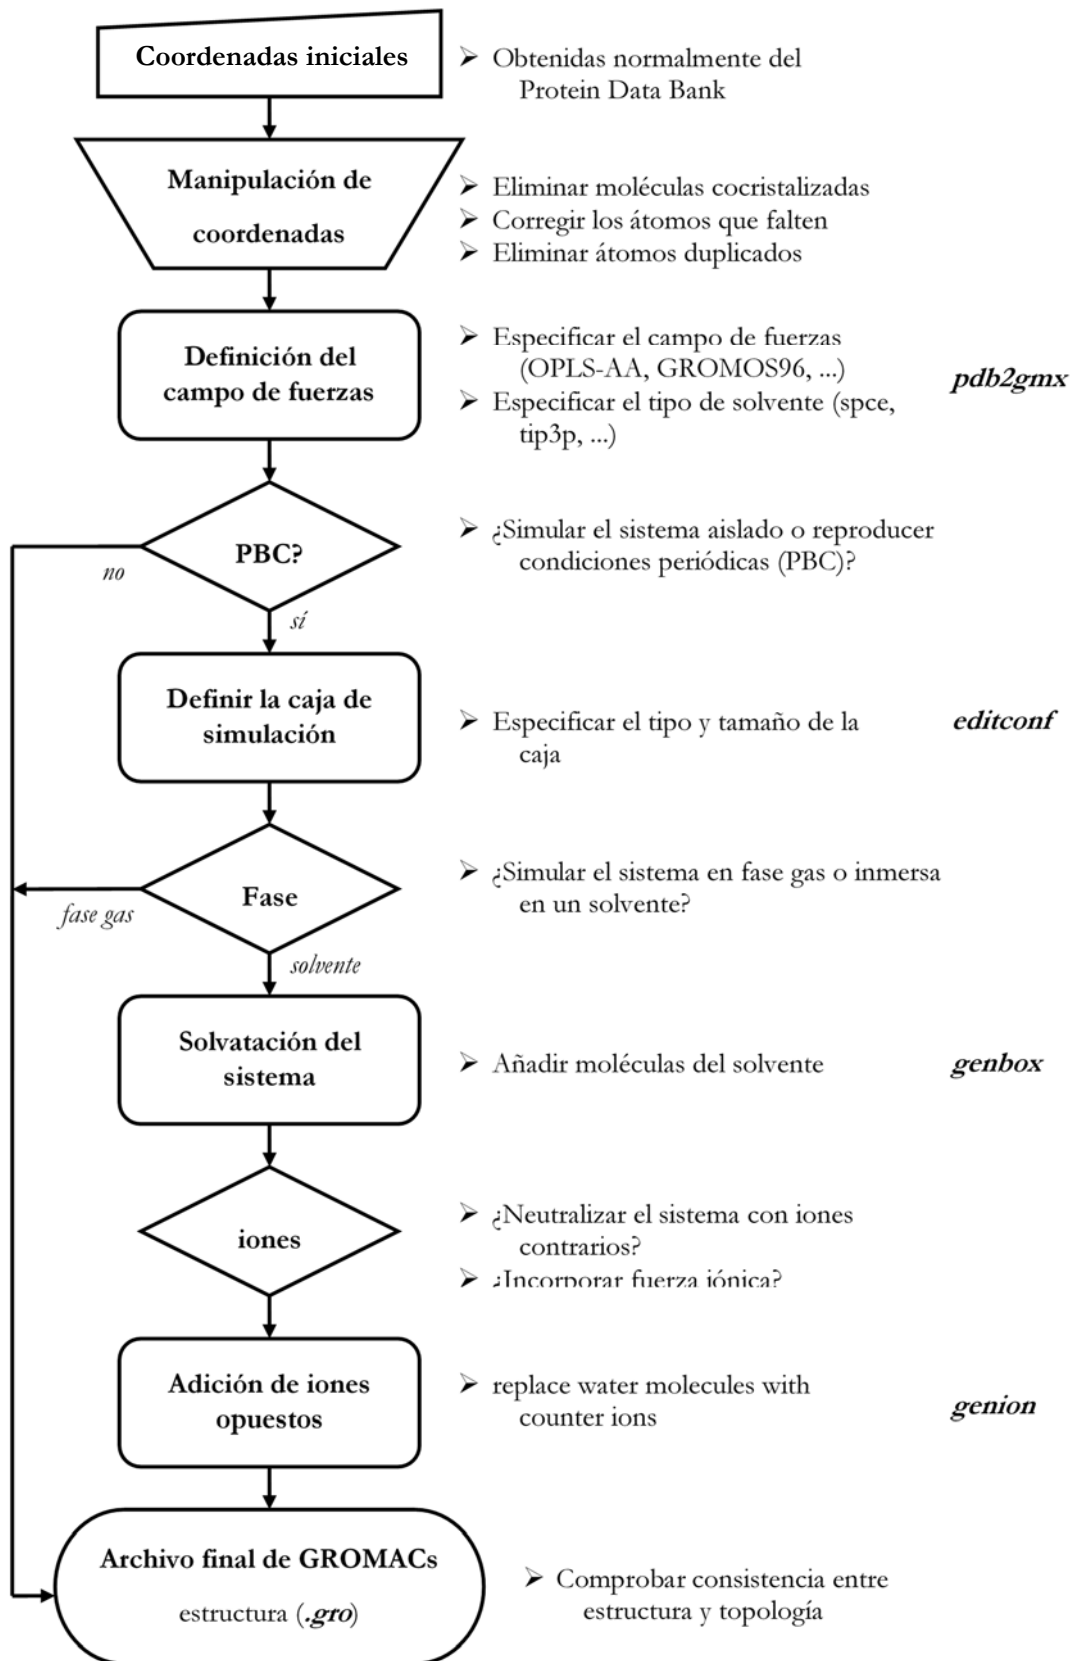 Coordenadas iniciales
➢ Obtenidas normalmente del
Protein Data Bank
Manipulación de
coordenadas
➢ Eliminar moléculas cocristalizadas
➢ Corregir los átomos que falten
➢ Eliminar átomos duplicados
Definición del
campo de fuerzas
➢ Especificar el campo de fuerzas
(OPLS-AA, GROMOS96, ...)
➢ Especificar el tipo de solvente (spce,
tip3p, ...)
pdb2gmx
PBC?
no
sí
➢ ¿Simular el sistema aislado o reproducer
condiciones periódicas (PBC)?
Definir la caja de
simulación
➢ Especificar el tipo y tamaño de la
caja
editconf
Fase
fase gas
solvente
➢ ¿Simular el sistema en fase gas o inmersa
en un solvente?
Solvatación del
sistema
➢ Añadir moléculas del solvente
genbox
iones
➢ ¿Neutralizar el sistema con iones
contrarios?
➢ ¿Incorporar fuerza iónica?
Adición de iones
opuestos
➢ replace water molecules with
counter ions
genion
Archivo final de GROMACs
estructura (.gro)
➢ Comprobar consistencia entre
estructura y topología